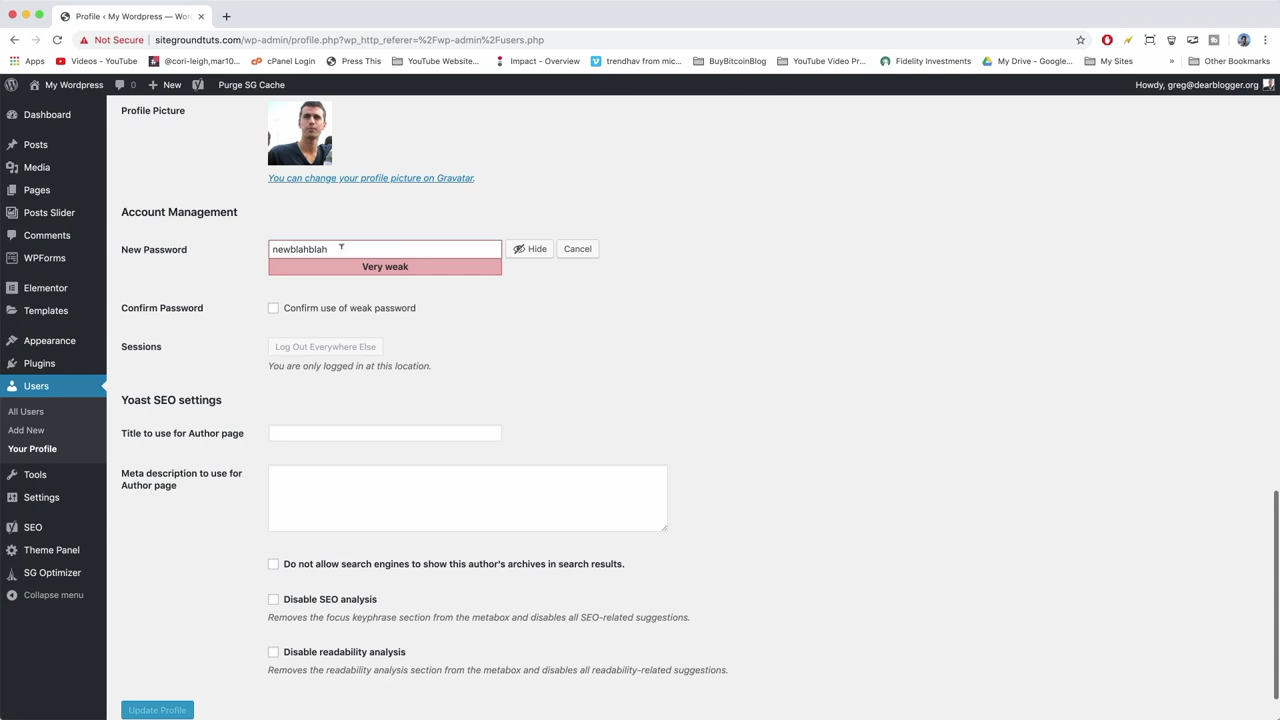 Profile ‹ My Wordpress — Wor
Not Secure sitegroundtuts.com/wp-admin/profile.php?wp_http_referer=%2Fwp-admin%2Fusers.php
Apps Videos - YouTube @cori-leigh,mar10... cPanel Login Press This YouTube Website... Impact - Overview trendhav from mic... BuyBitcoinBlog YouTube Video Pr... Fidelity Investments My Drive - Google... My Sites » Other Bookmarks
My Wordpress 0 New Purge SG Cache Howdy, greg@dearblogger.org
Dashboard
Posts
Media
Pages
Posts Slider
Comments
WPForms
Elementor
Templates
Appearance
Plugins
Users
All Users
Add New
Your Profile
Tools
Settings
SEO
Theme Panel
SG Optimizer
Collapse menu
Profile Picture
You can change your profile picture on Gravatar.
Account Management
New Password newblahblah Hide Cancel
Very weak
Confirm Password Confirm use of weak password
Sessions Log Out Everywhere Else
You are only logged in at this location.
Yoast SEO settings
Title to use for Author page
Meta description to use for
Author page
Do not allow search engines to show this author's archives in search results.
Disable SEO analysis
Removes the focus keyphrase section from the metabox and disables all SEO-related suggestions.
Disable readability analysis
Removes the readability analysis section from the metabox and disables all readability-related suggestions.
Update Profile